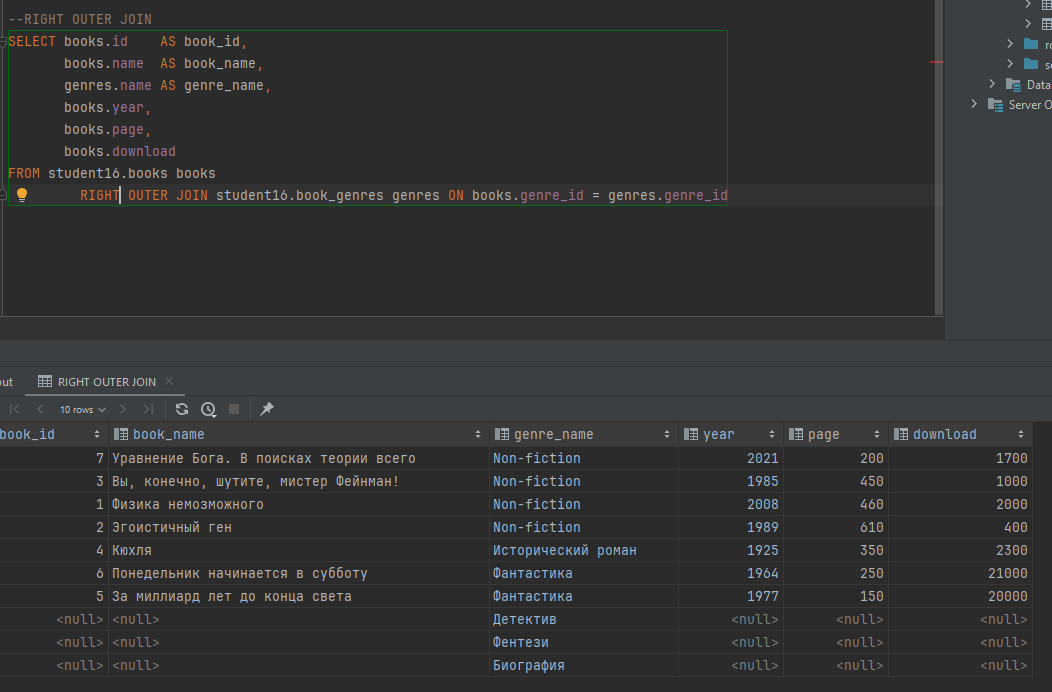 --RIGHT OUTER JOIN
SELECT books.id    AS book_id,
       books.name  AS book_name,
       genres.name AS genre_name,
       books.year,
       books.page,
       books.download
FROM student16.books books
         RIGHT OUTER JOIN student16.book_genres genres ON books.genre_id = genres.genre_id
Data
Server O
out RIGHT OUTER JOIN
10 rows
book_id book_name genre_name year page download
7 Уравнение Бога. В поисках теории всего Non-fiction 2021 200 1700
3 Вы, конечно, шутите, мистер Фейнман! Non-fiction 1985 450 1000
1 Физика невозможного Non-fiction 2008 460 2000
2 Эгоистичный ген Non-fiction 1989 610 400
4 Кюхля Исторический роман 1925 350 2300
6 Понедельник начинается в субботу Фантастика 1964 250 21000
5 За миллиард лет до конца света Фантастика 1977 150 20000
<null> <null> Детектив <null> <null> <null>
<null> <null> Фентези <null> <null> <null>
<null> <null> Биография <null> <null> <null>